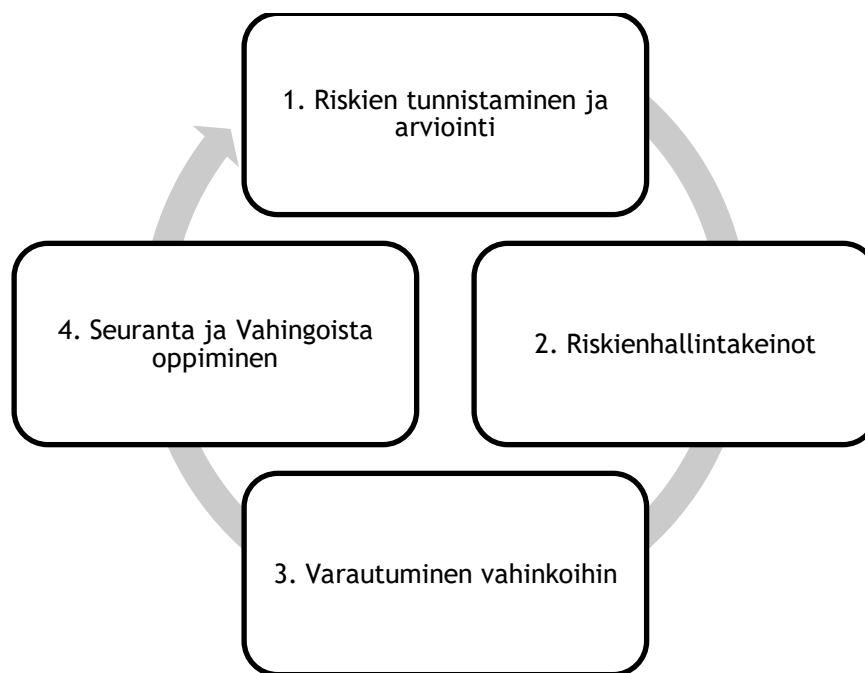 1. Riskien tunnistaminen ja
arviointi
2. Riskienhallintakeinot
3. Varautuminen vahinkoihin
4. Seuranta ja Vahingoista
oppiminen